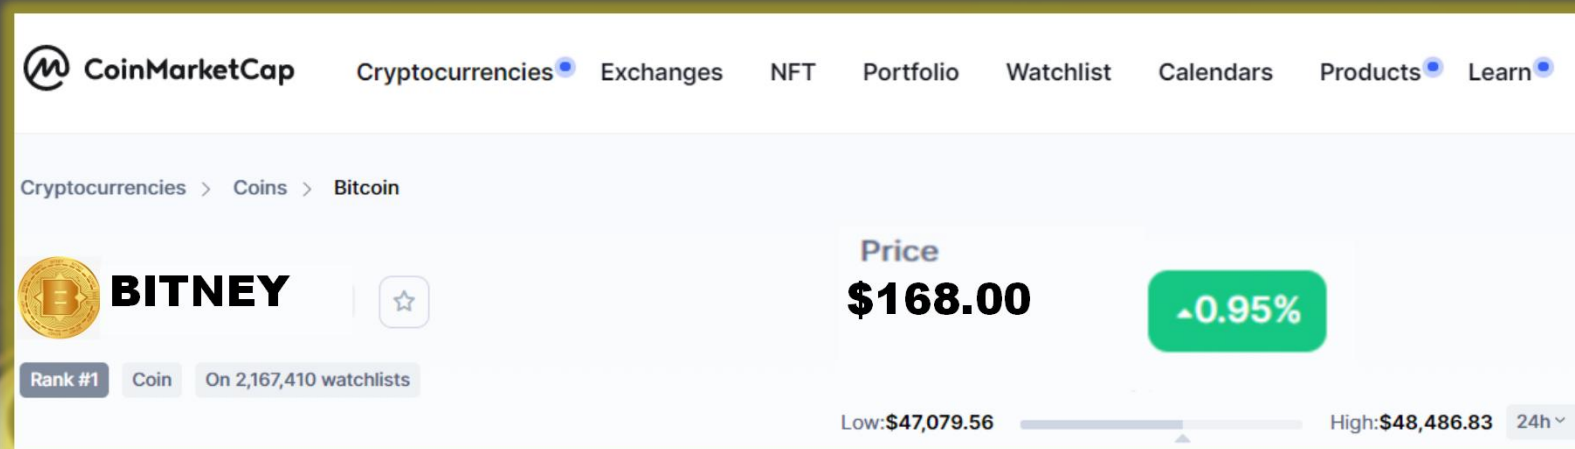 CoinMarketCap Cryptocurrencies Exchanges NFT Portfolio Watchlist Calendars Products Learn
Cryptocurrencies > Coins > Bitcoin
Price
BITNEY $168.00 0.95%
Rank #1 Coin On 2,167,410 watchlists
Low:$47,079.56 High:$48,486.83 24h